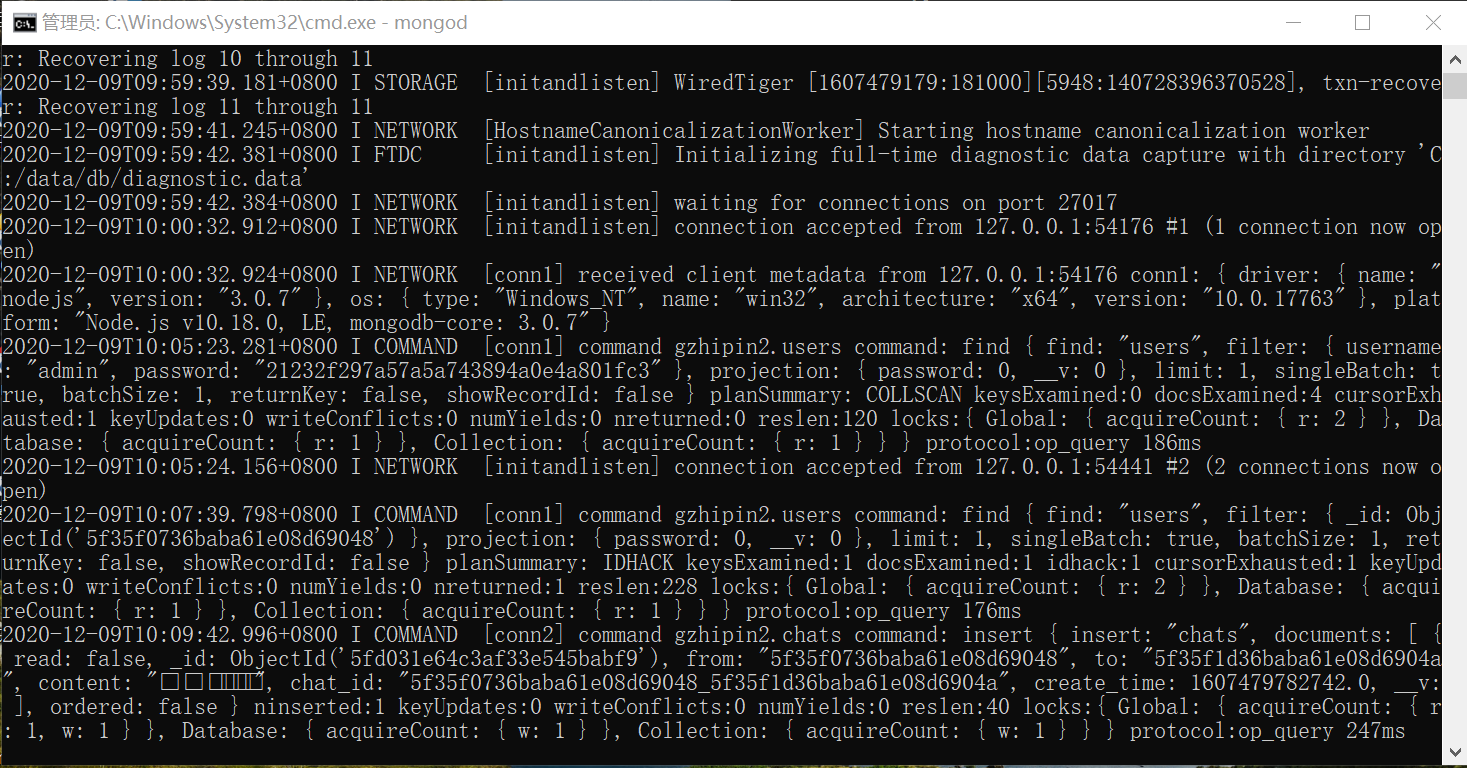 管理员: C:\Windows\System32\cmd.exe - mongod
r: Recovering log 10 through 11
2020-12-09T09:59:39.181+0800 I STORAGE  [initandlisten] WiredTiger [1607479179:181000][5948:140728396370528], txn-recove
r: Recovering log 11 through 11
2020-12-09T09:59:41.245+0800 I NETWORK  [HostnameCanonicalizationWorker] Starting hostname canonicalization worker
2020-12-09T09:59:42.381+0800 I FTDC     [initandlisten] Initializing full-time diagnostic data capture with directory 'C
:/data/db/diagnostic.data'
2020-12-09T09:59:42.384+0800 I NETWORK  [initandlisten] waiting for connections on port 27017
2020-12-09T10:00:32.912+0800 I NETWORK  [initandlisten] connection accepted from 127.0.0.1:54176 #1 (1 connection now op
en)
2020-12-09T10:00:32.924+0800 I NETWORK  [conn1] received client metadata from 127.0.0.1:54176 conn1: { driver: { name: "
nodejs", version: "3.0.7" }, os: { type: "Windows_NT", name: "win32", architecture: "x64", version: "10.0.17763" }, plat
form: "Node.js v10.18.0, LE, mongodb-core: 3.0.7" }
2020-12-09T10:05:23.281+0800 I COMMAND  [conn1] command gzhipin2.users command: find { find: "users", filter: { username
: "admin", password: "21232f297a57a5a743894a0e4a801fc3" }, projection: { password: 0, __v: 0 }, limit: 1, singleBatch: t
rue, batchSize: 1, returnKey: false, showRecordId: false } planSummary: COLLSCAN keysExamined:0 docsExamined:4 cursorExh
austed:1 keyUpdates:0 writeConflicts:0 numYields:0 nreturned:0 reslen:120 locks:{ Global: { acquireCount: { r: 2 } }, Da
tabase: { acquireCount: { r: 1 } }, Collection: { acquireCount: { r: 1 } } } protocol:op_query 186ms
2020-12-09T10:05:24.156+0800 I NETWORK  [initandlisten] connection accepted from 127.0.0.1:54441 #2 (2 connections now o
pen)
2020-12-09T10:07:39.798+0800 I COMMAND  [conn1] command gzhipin2.users command: find { find: "users", filter: { _id: Obj
ectId('5f35f0736baba61e08d69048') }, projection: { password: 0, __v: 0 }, limit: 1, singleBatch: true, batchSize: 1, ret
urnKey: false, showRecordId: false } planSummary: IDHACK keysExamined:1 docsExamined:1 idhack:1 cursorExhausted:1 keyUpd
ates:0 writeConflicts:0 numYields:0 nreturned:1 reslen:228 locks:{ Global: { acquireCount: { r: 2 } }, Database: { acqui
reCount: { r: 1 } }, Collection: { acquireCount: { r: 1 } } } protocol:op_query 176ms
2020-12-09T10:09:42.996+0800 I COMMAND  [conn2] command gzhipin2.chats command: insert { insert: "chats", documents: [ {
 read: false, _id: ObjectId('5fd031e64c3af33e545babf9'), from: "5f35f0736baba61e08d69048", to: "5f35f1d36baba61e08d6904a
", content: "", chat_id: "5f35f0736baba61e08d69048_5f35f1d36baba61e08d6904a", create_time: 1607479782742.0, __v:
 ], ordered: false } ninserted:1 keyUpdates:0 writeConflicts:0 numYields:0 reslen:40 locks:{ Global: { acquireCount: { r
: 1, w: 1 } }, Database: { acquireCount: { w: 1 } }, Collection: { acquireCount: { w: 1 } } } protocol:op_query 247ms